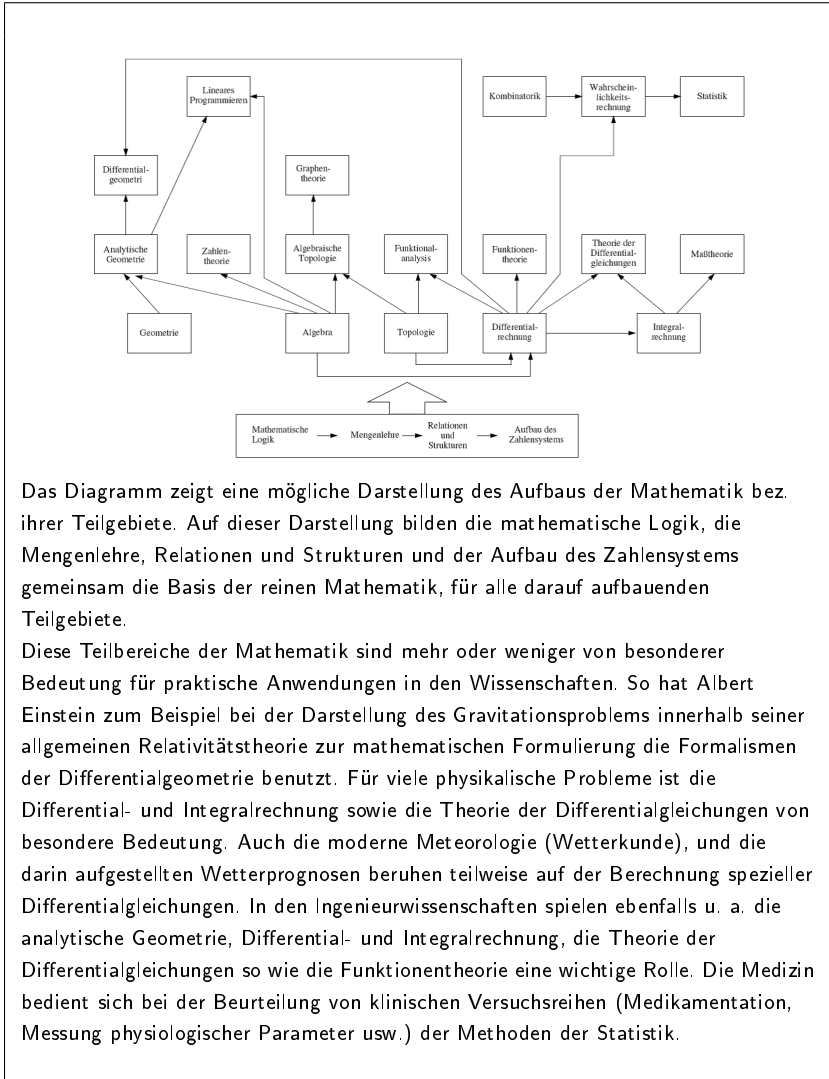 Lineares
Programmieren
Kombinatorik
Wahrschein-
lichkeits-
rechnung
Statistik
Differential-
geometri
Graphen-
theorie
Analytische
Geometrie
Zahlen-
theorie
Algebraische
Topologie
Funktional-
analysis
Funktionen-
theorie
Theorie der
Differential-
gleichungen
Maßtheorie
Geometrie
Algebra
Topologie
Differential-
rechnung
Integral-
rechnung
Mathematische
Logik
Mengenlehre
Relationen
und
Strukturen
Aufbau des
Zahlensystems
Das Diagramm zeigt eine mögliche Darstellung des Aufbaus der Mathematik bez.
ihrer Teilgebiete. Auf dieser Darstellung bilden die mathematische Logik, die
Mengenlehre, Relationen und Strukturen und der Aufbau des Zahlensystems
gemeinsam die Basis der reinen Mathematik, für alle darauf aufbauenden
Teilgebiete.
Diese Teilbereiche der Mathematik sind mehr oder weniger von besonderer
Bedeutung für praktische Anwendungen in den Wissenschaften. So hat Albert
Einstein zum Beispiel bei der Darstellung des Gravitationsproblems innerhalb seiner
allgemeinen Relativitätstheorie zur mathematischen Formulierung die Formalismen
der Differentialgeometrie benutzt. Für viele physikalische Probleme ist die
Differential- und Integralrechnung sowie die Theorie der Differentialgleichungen von
besondere Bedeutung. Auch die moderne Meteorologie (Wetterkunde), und die
darin aufgestellten Wetterprognosen beruhen teilweise auf der Berechnung spezieller
Differentialgleichungen. In den Ingenieurwissenschaften spielen ebenfalls u. a. die
analytische Geometrie, Differential- und Integralrechnung, die Theorie der
Differentialgleichungen so wie die Funktionentheorie eine wichtige Rolle. Die Medizin
bedient sich bei der Beurteilung von klinischen Versuchsreihen (Medikamentation,
Messung physiologischer Parameter usw.) der Methoden der Statistik.